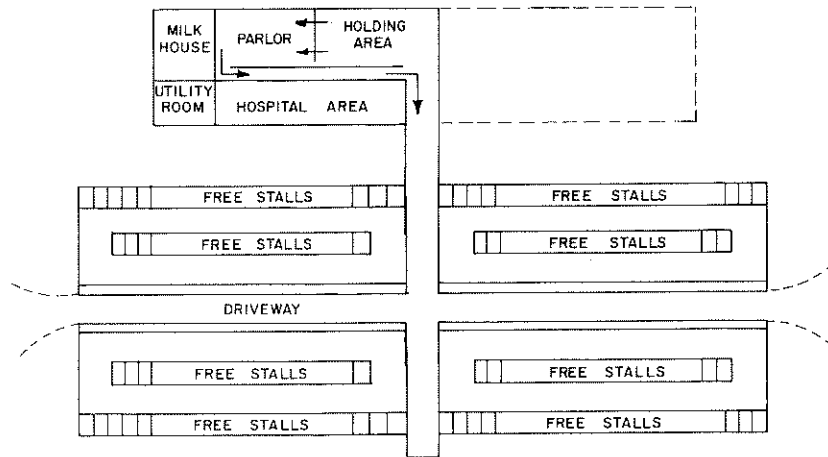 MILK
HOUSE
PARLOR
HOLDING
AREA
UTILITY
ROOM
HOSPITAL AREA
FREE STALLS
FREE STALLS
FREE STALLS
FREE STALLS
DRIVEWAY
FREE STALLS
FREE STALLS
FREE STALLS
FREE STALLS